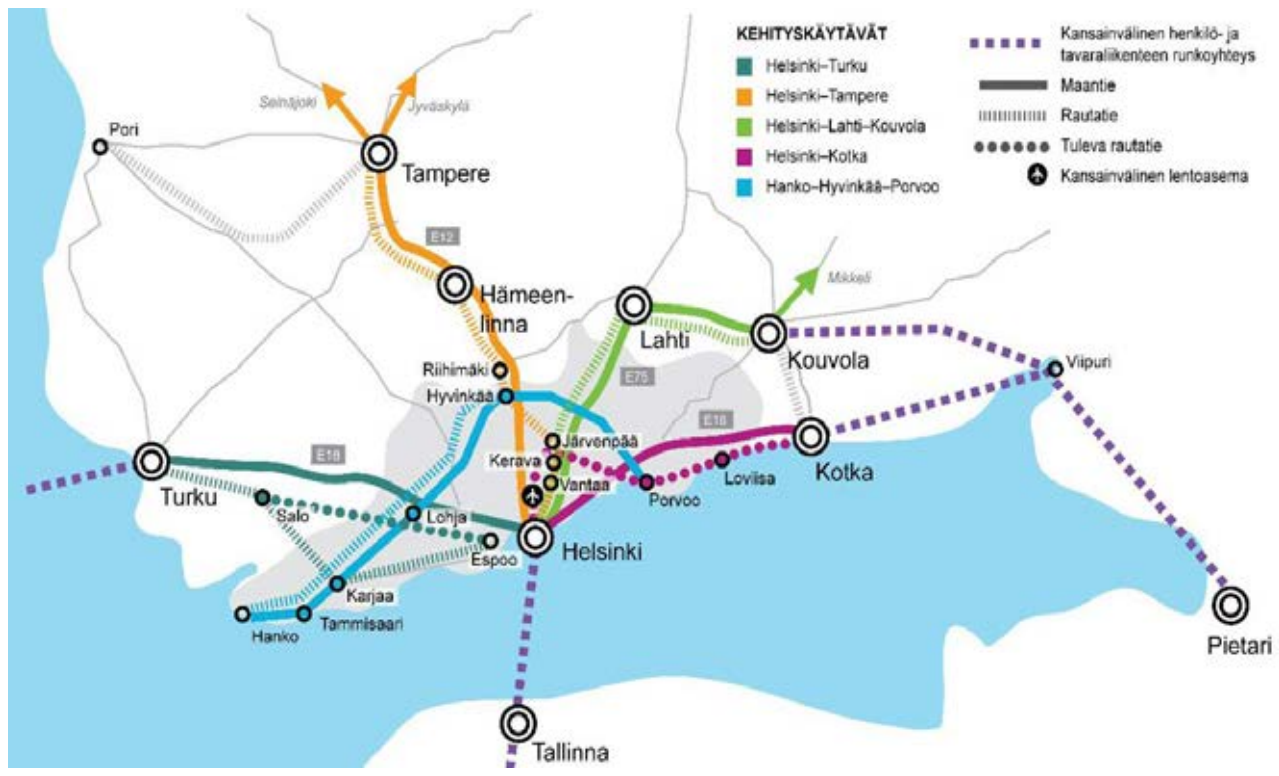 KEHITYSKÄYTÄVÄT
Helsinki–Turku
Helsinki–Tampere
Helsinki–Lahti–Kouvola
Helsinki–Kotka
Hanko–Hyvinkää–Porvoo
Kansainvälinen henkilö- ja
tavaraliikenteen runkoyhteys
Maantie
Rautatie
Tuleva rautatie
Kansainvälinen lentoasema
Seinäjoki
Jyväskylä
Pori
Tampere
E12
Hämeen-
linna
Lahti
Mikkeli
Kouvola
Viipuri
Riihimäki
Hyvinkää
E75
E18
Järvenpää
Kerava
Vantaa
Porvoo
Loviisa
Kotka
E18
Turku
Salo
Lohja
Espoo
Helsinki
Karjaa
Hanko
Tammisaari
Pietari
Tallinna